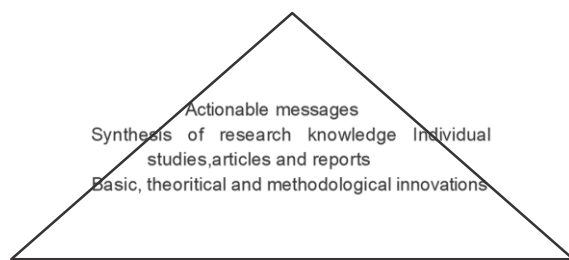 Actionable messages
Synthesis of research knowledge Individual
studies,articles and reports
Basic, theoritical and methodological innovations